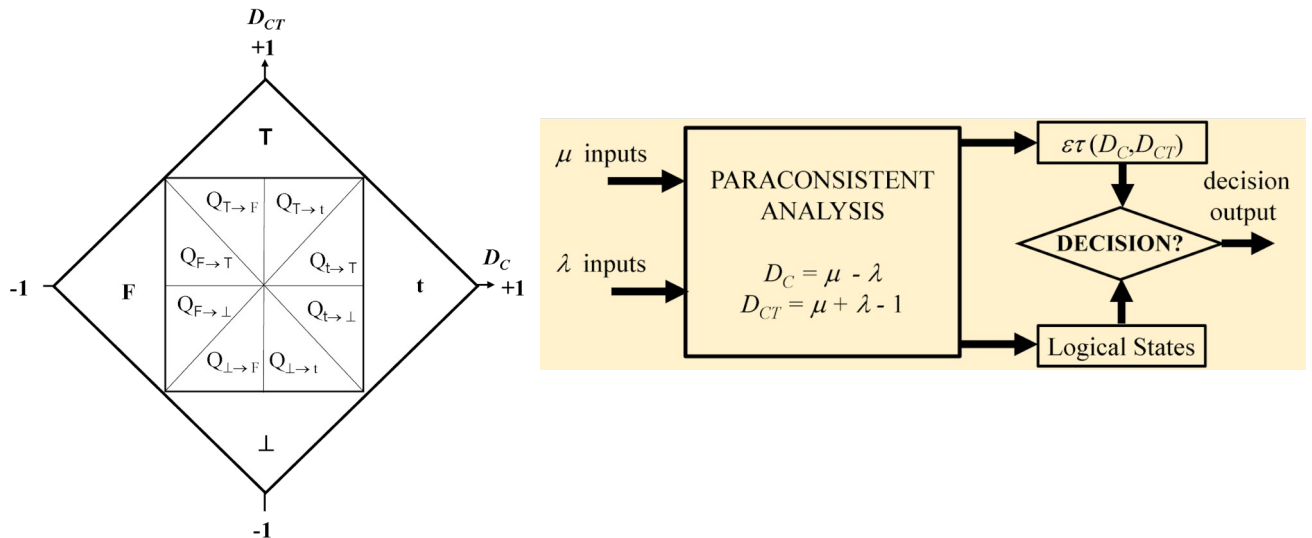 D_CT
+1
T
Q_T→F Q_T→t
Q_F→T Q_t→T
D_C
-1 F t +1
Q_F→⊥ Q_t→⊥
Q_⊥→F Q_⊥→t
⊥
-1
μ inputs
λ inputs
PARACONSISTENT
ANALYSIS
D_C = μ - λ
D_CT = μ + λ - 1
ετ(D_C,D_CT)
DECISION?
decision
output
Logical States